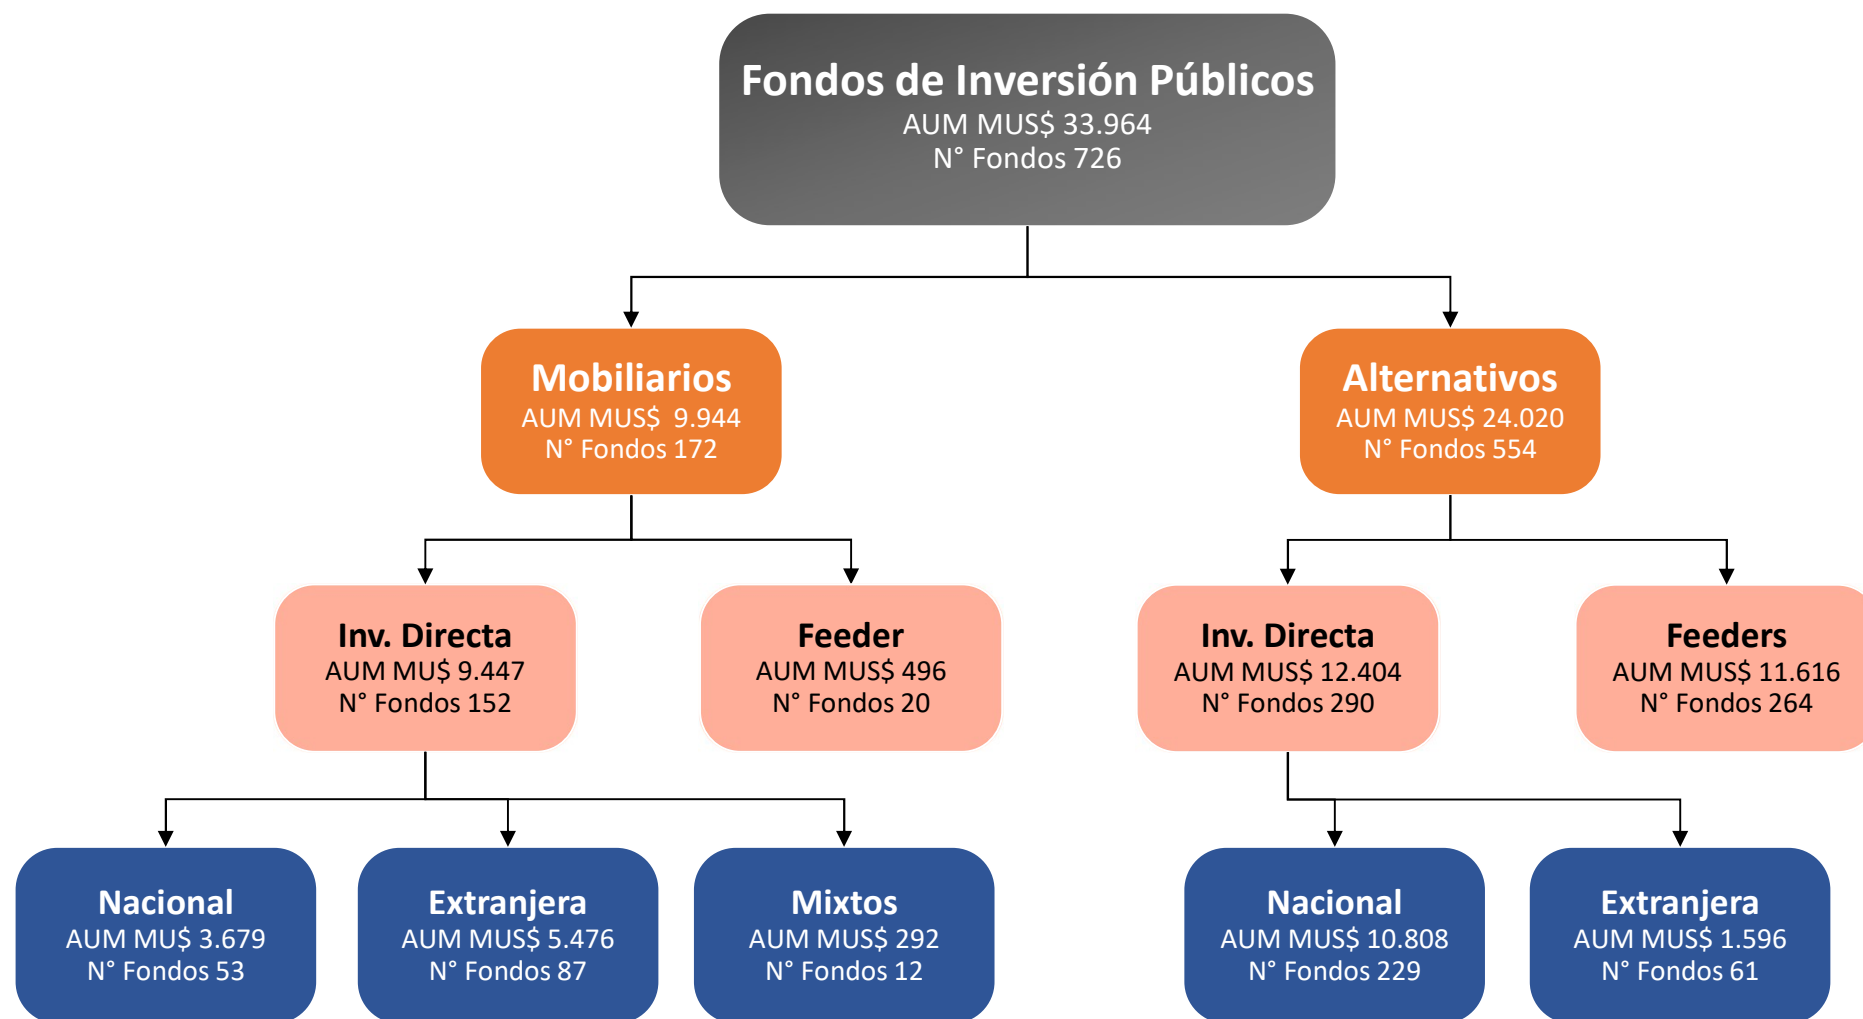 Fondos de Inversión Públicos
AUM MUS$ 33.964
N° Fondos 726
Mobiliarios
AUM MUS$  9.944
N° Fondos 172
Alternativos
AUM MUS$ 24.020
N° Fondos 554
Inv. Directa
AUM MU$ 9.447
N° Fondos 152
Feeder
AUM MUS$ 496
N° Fondos 20
Inv. Directa
AUM MUS$ 12.404
N° Fondos 290
Feeders
AUM MUS$ 11.616
N° Fondos 264
Nacional
AUM MU$ 3.679
N° Fondos 53
Extranjera
AUM MUS$ 5.476
N° Fondos 87
Mixtos
AUM MUS$ 292
N° Fondos 12
Nacional
AUM MUS$ 10.808
N° Fondos 229
Extranjera
AUM MUS$ 1.596
N° Fondos 61